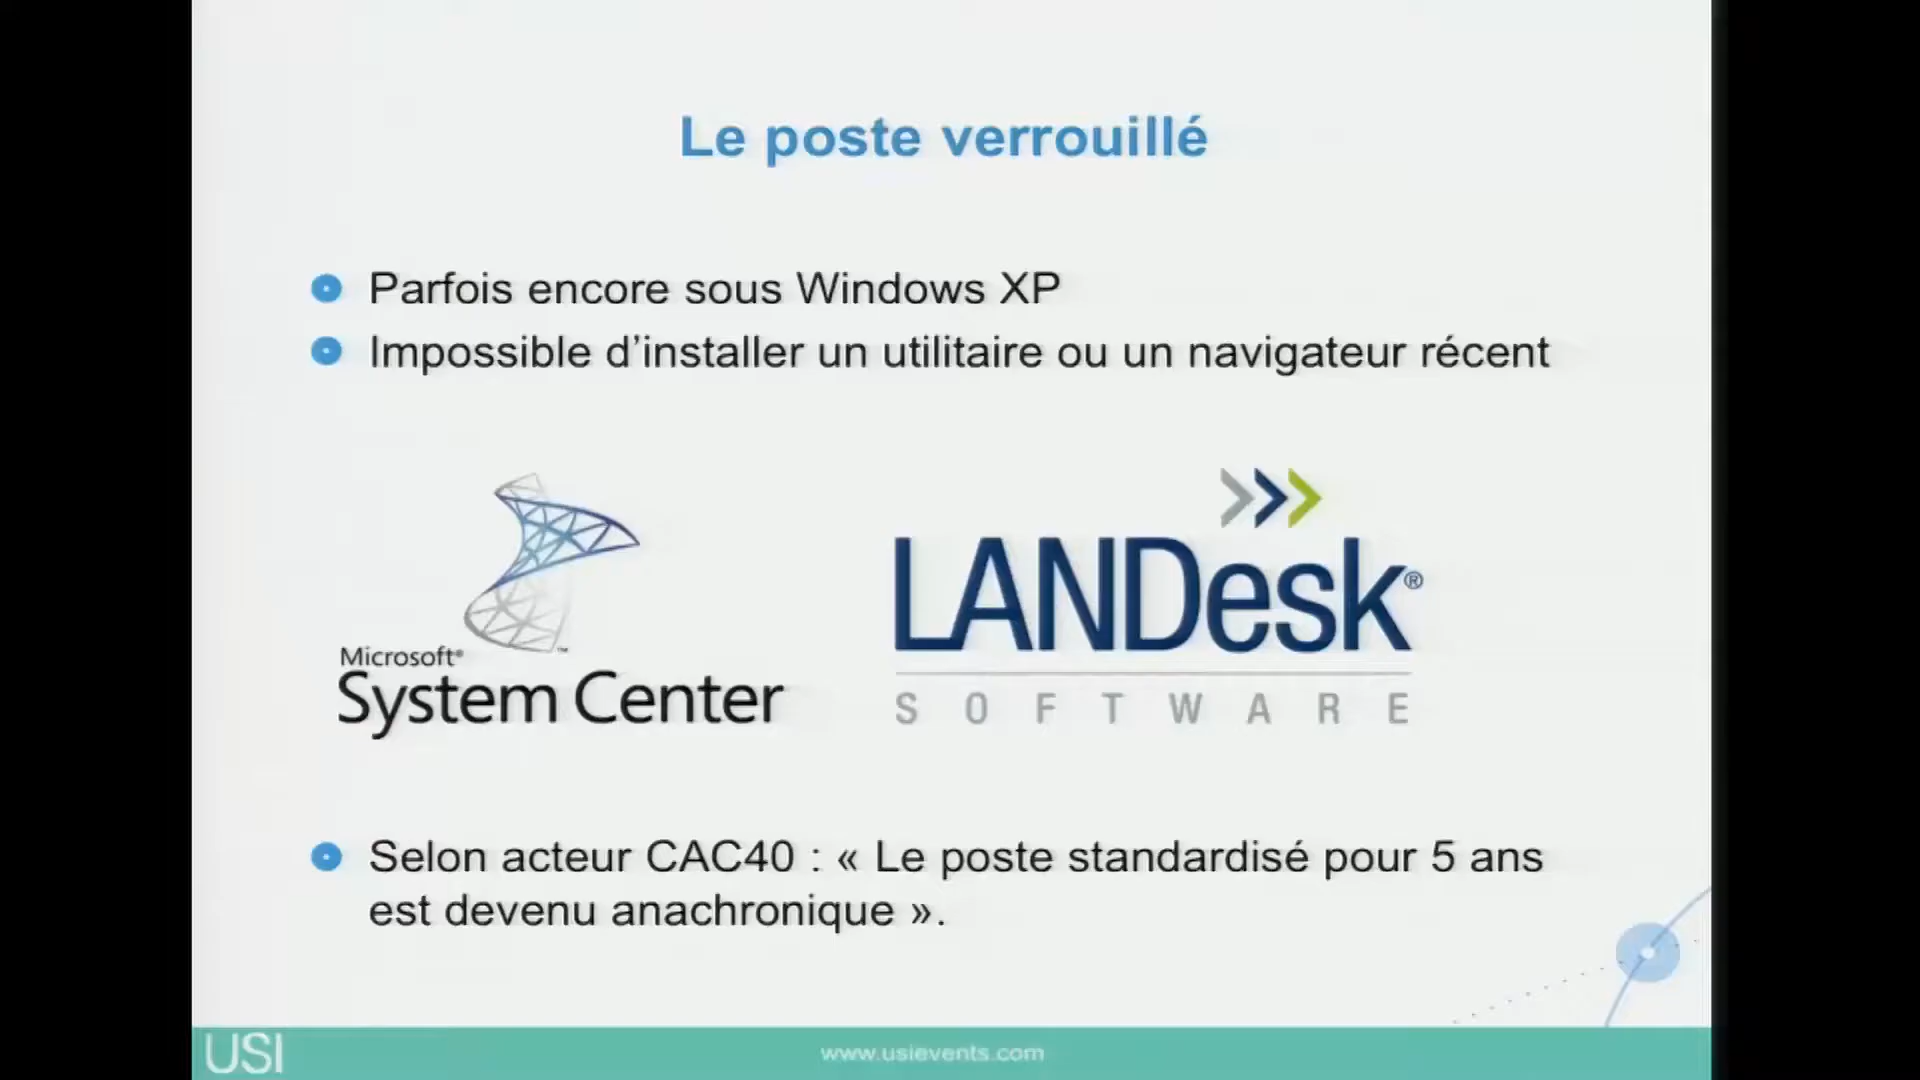 Le poste verrouillé
Parfois encore sous Windows XP
Impossible d’installer un utilitaire ou un navigateur récent
Microsoft®
System Center™
LANDesk®
SOFTWARE
Selon acteur CAC40 : « Le poste standardisé pour 5 ans
est devenu anachronique ».
USI
www.usievents.com